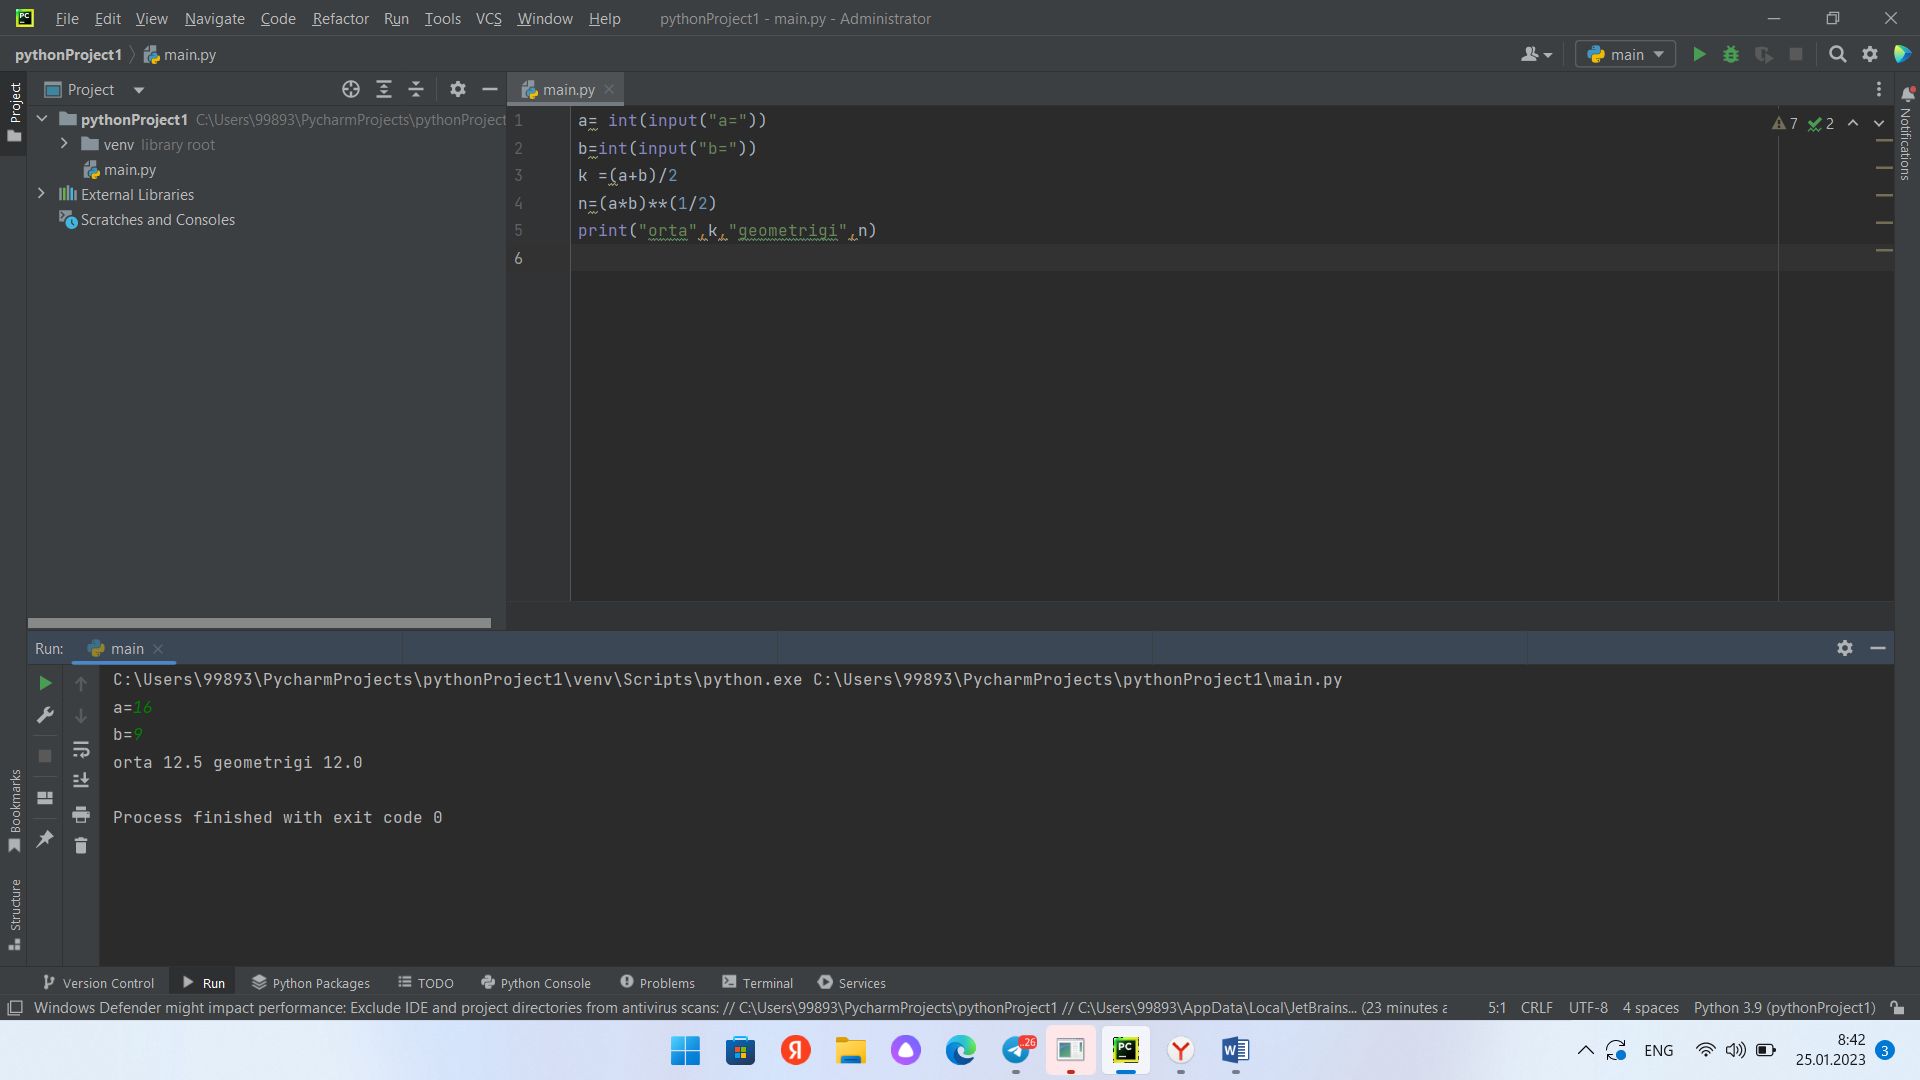 File Edit View Navigate Code Refactor Run Tools VCS Window Help pythonProject1 - main.py - Administrator
pythonProject1 main.py
main
Project
Project
main.py
Notifications
pythonProject1 C:\Users\99893\PycharmProjects\pythonProject
venv library root
main.py
External Libraries
Scratches and Consoles
1 a= int(input("a="))
2 b=int(input("b="))
3 k =(a+b)/2
4 n=(a*b)**(1/2)
5 print("orta",k,"geometrigi",n)
6
7 2
Run: main
C:\Users\99893\PycharmProjects\pythonProject1\venv\Scripts\python.exe C:\Users\99893\PycharmProjects\pythonProject1\main.py
a=16
b=9
orta 12.5 geometrigi 12.0
Process finished with exit code 0
Bookmarks
Structure
Version Control Run Python Packages TODO Python Console Problems Terminal Services
Windows Defender might impact performance: Exclude IDE and project directories from antivirus scans: // C:\Users\99893\PycharmProjects\pythonProject1 // C:\Users\99893\AppData\Local\JetBrains... (23 minutes a 5:1 CRLF UTF-8 4 spaces Python 3.9 (pythonProject1)
Я
..26
PC
Y
W
ENG
8:42
25.01.2023
3